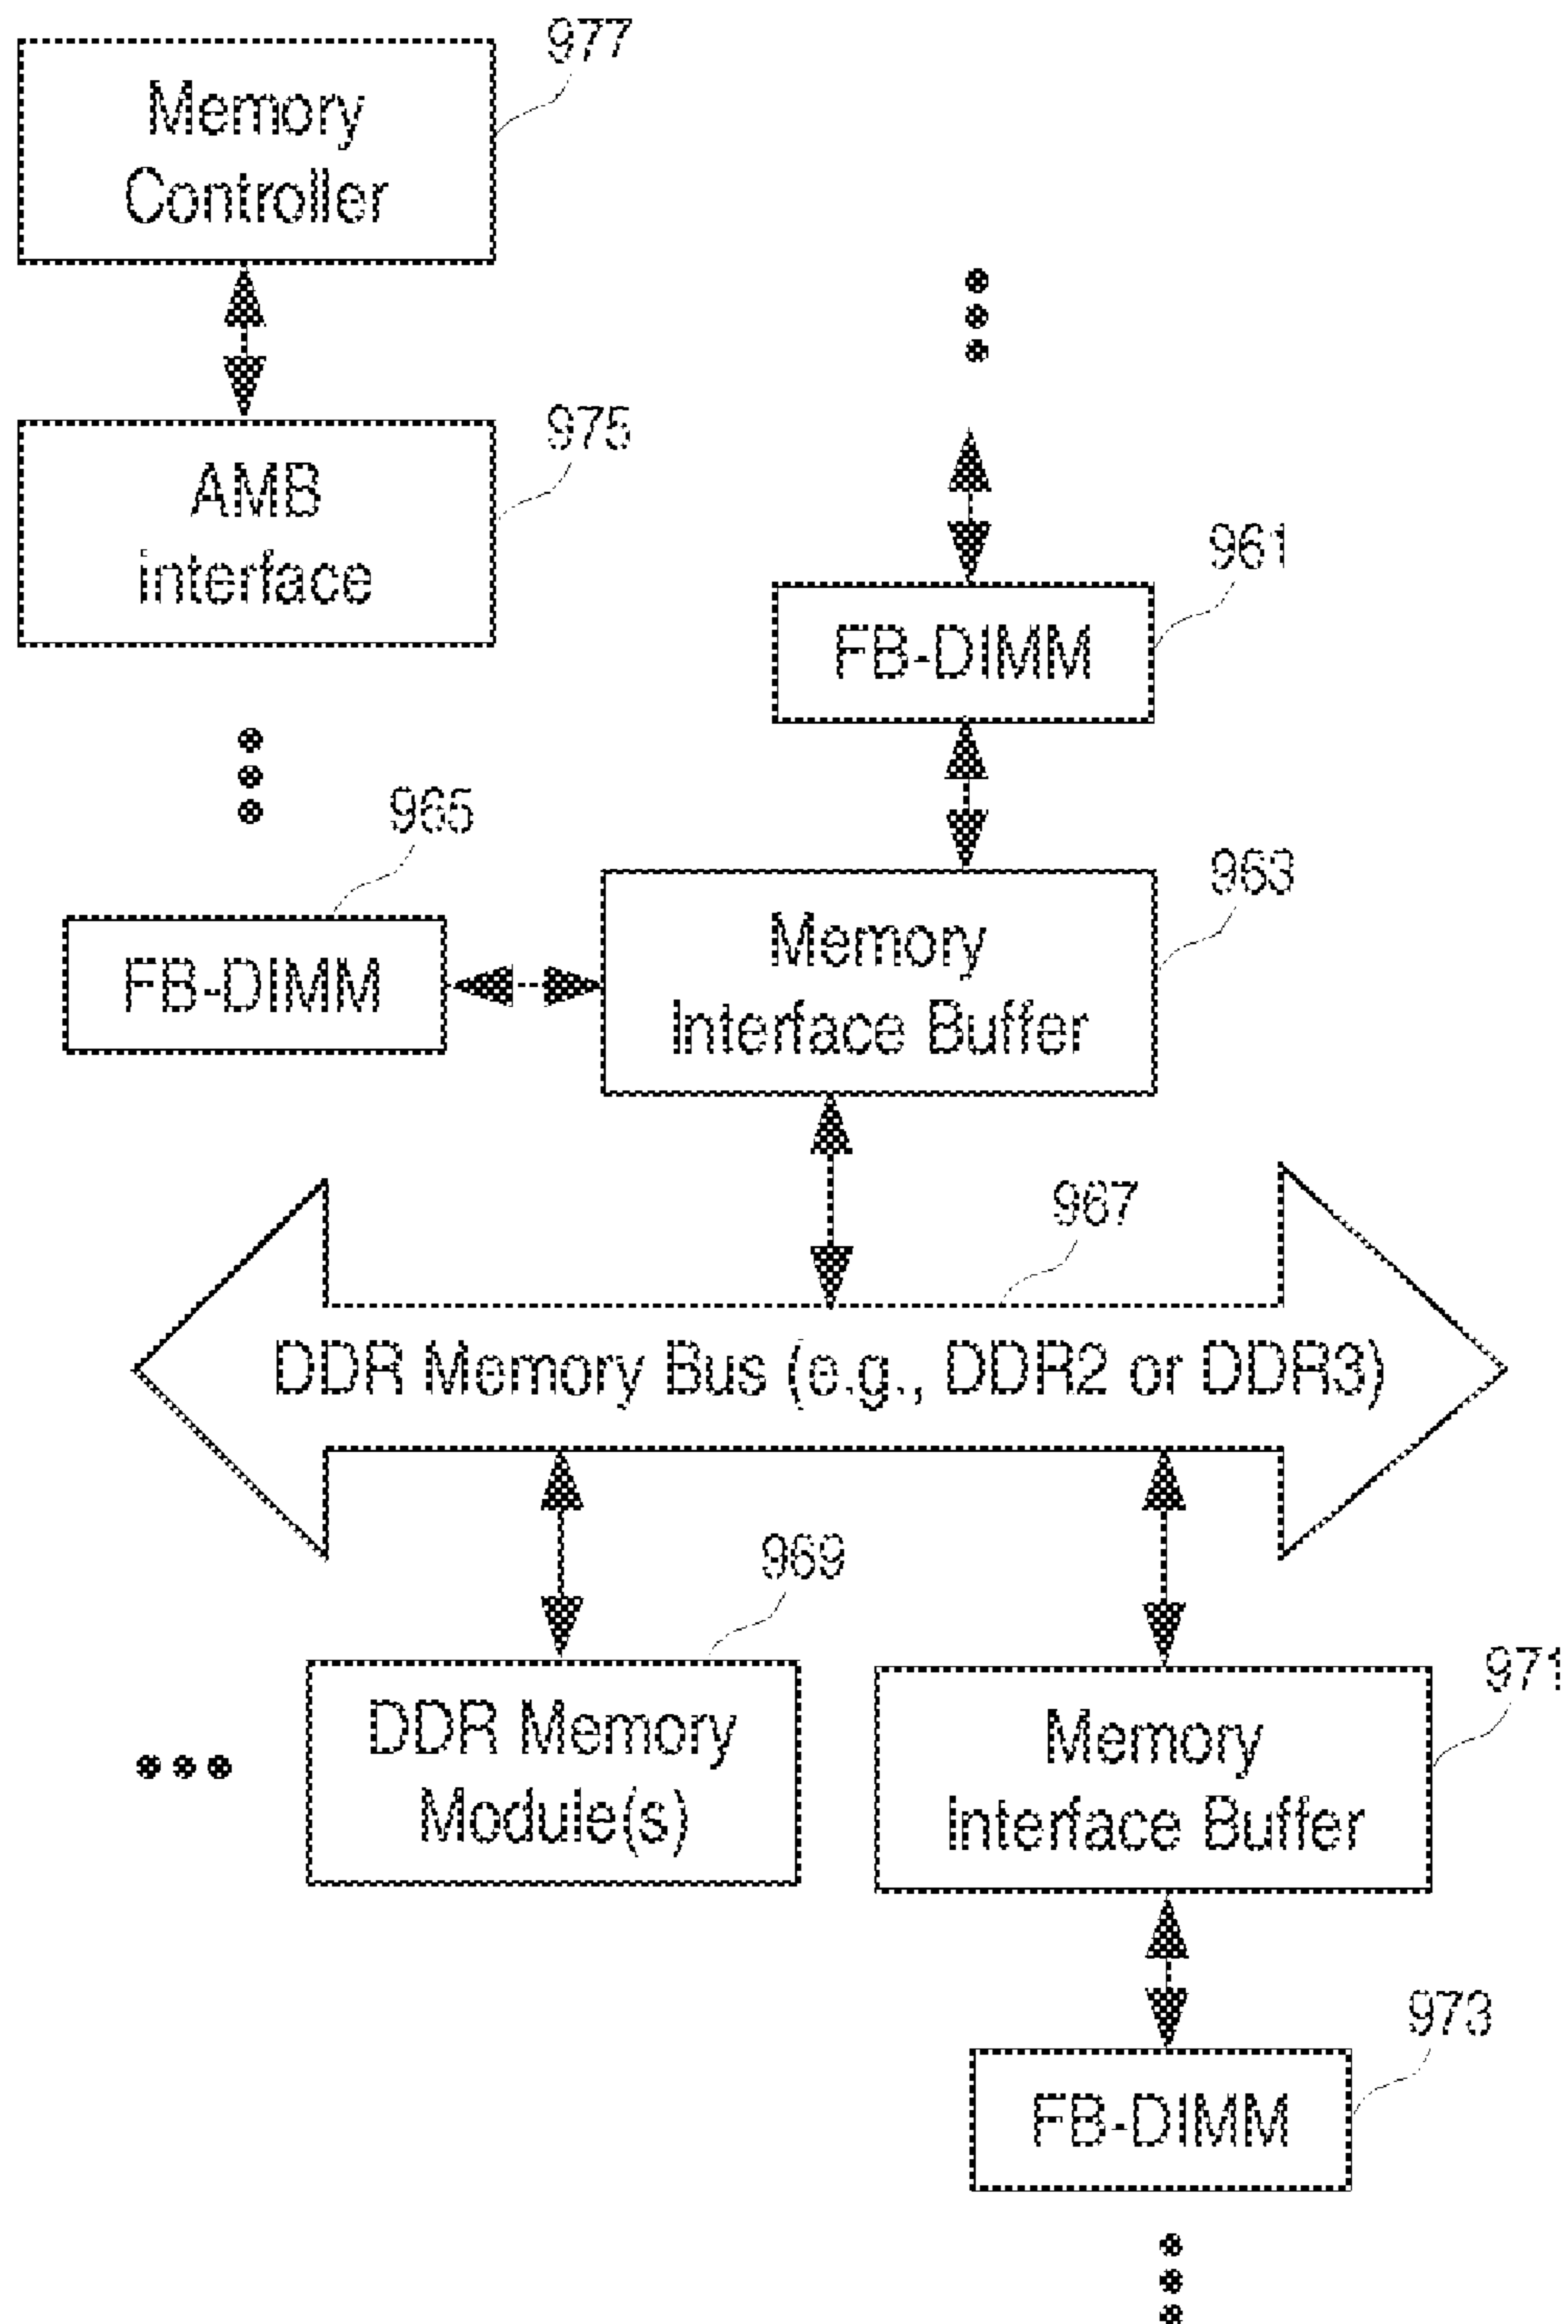 977
Memory
Controller
975
AMB
interface
961
FB-DIMM
965
963
FB-DIMM
Memory
Interface Buffer
967
DDR Memory Bus (e.g., DDR2 or DDR3)
969
DDR Memory
Module(s)
971
Memory
Interface Buffer
973
FB-DIMM